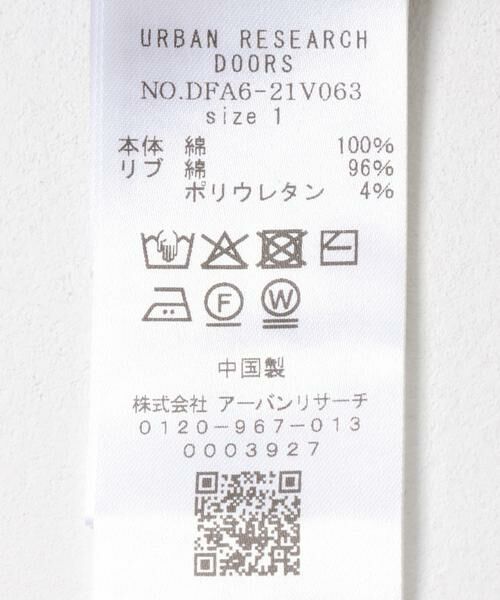 URBAN RESEARCH
DOORS
NO.DFA6-21V063
size 1
本体 綿 100%
リブ 綿 96%
ポリウレタン 4%
F W
中国製
株式会社 アーバンリサーチ
0120-967-013
0003927